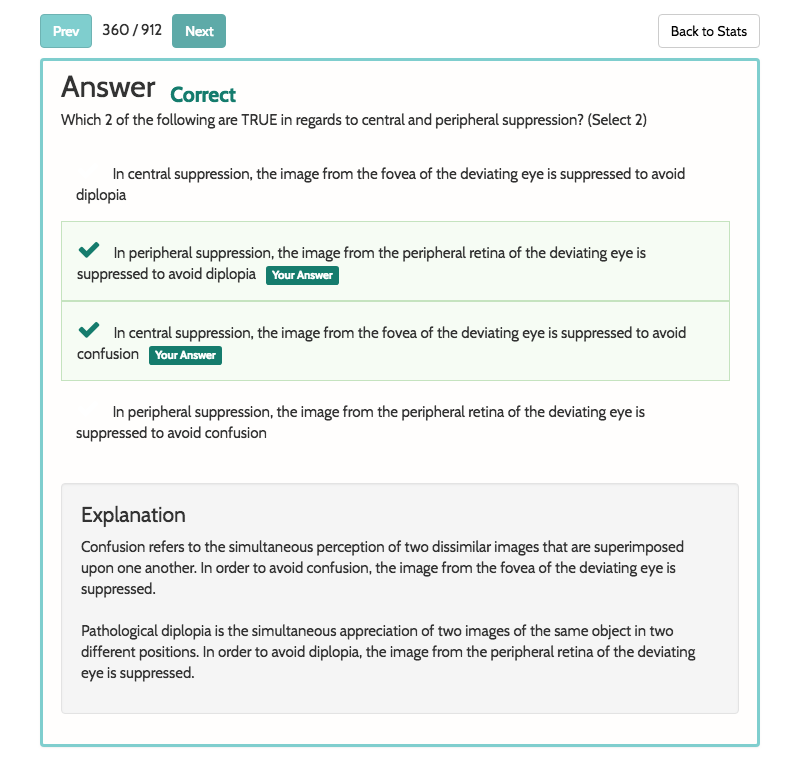 Prev 360 / 912 Next Back to Stats
Answer Correct
Which 2 of the following are TRUE in regards to central and peripheral suppression? (Select 2)
In central suppression, the image from the fovea of the deviating eye is suppressed to avoid
diplopia
In peripheral suppression, the image from the peripheral retina of the deviating eye is
suppressed to avoid diplopia Your Answer
In central suppression, the image from the fovea of the deviating eye is suppressed to avoid
confusion Your Answer
In peripheral suppression, the image from the peripheral retina of the deviating eye is
suppressed to avoid confusion
Explanation
Confusion refers to the simultaneous perception of two dissimilar images that are superimposed
upon one another. In order to avoid confusion, the image from the fovea of the deviating eye is
suppressed.
Pathological diplopia is the simultaneous appreciation of two images of the same object in two
different positions. In order to avoid diplopia, the image from the peripheral retina of the deviating
eye is suppressed.